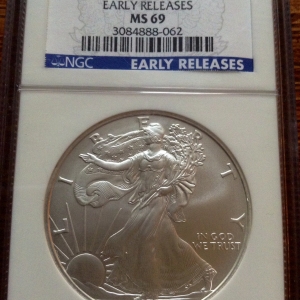 EARLY RELEASES
MS 69
3084888-062
NGC EARLY RELEASES
LIBERTY
IN GOD
WE TRUST